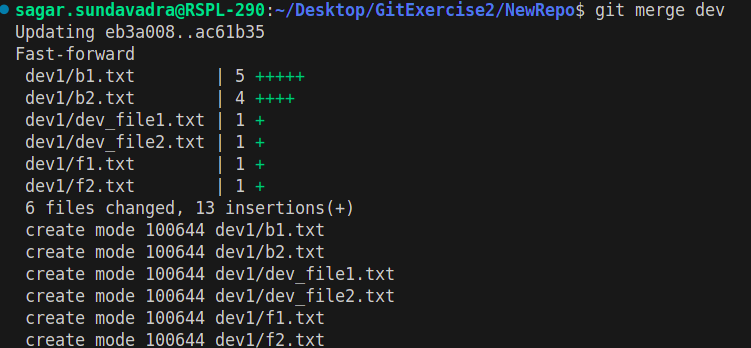 sagar.sundavadra@RSPL-290:~/Desktop/GitExercise2/NewRepo$ git merge dev
Updating eb3a008..ac61b35
Fast-forward
 dev1/b1.txt        | 5 +++++
 dev1/b2.txt        | 4 ++++
 dev1/dev_file1.txt | 1 +
 dev1/dev_file2.txt | 1 +
 dev1/f1.txt        | 1 +
 dev1/f2.txt        | 1 +
 6 files changed, 13 insertions(+)
 create mode 100644 dev1/b1.txt
 create mode 100644 dev1/b2.txt
 create mode 100644 dev1/dev_file1.txt
 create mode 100644 dev1/dev_file2.txt
 create mode 100644 dev1/f1.txt
 create mode 100644 dev1/f2.txt